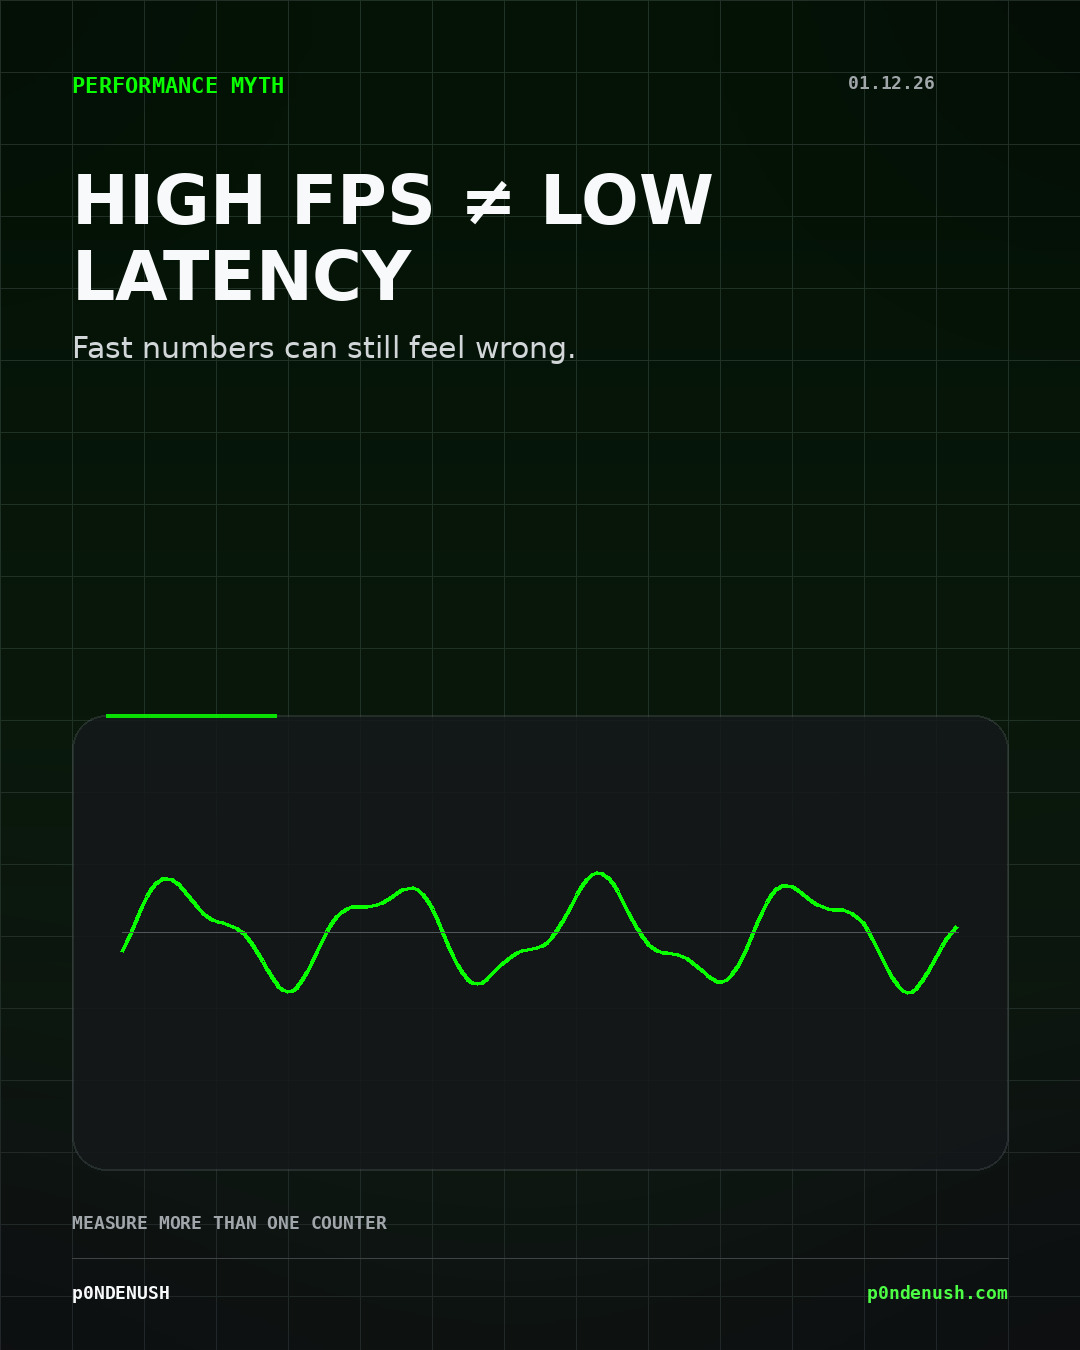 PERFORMANCE MYTH
01.12.26
HIGH FPS ≠ LOW
LATENCY
Fast numbers can still feel wrong.
MEASURE MORE THAN ONE COUNTER
p0NDENUSH
p0ndenush.com